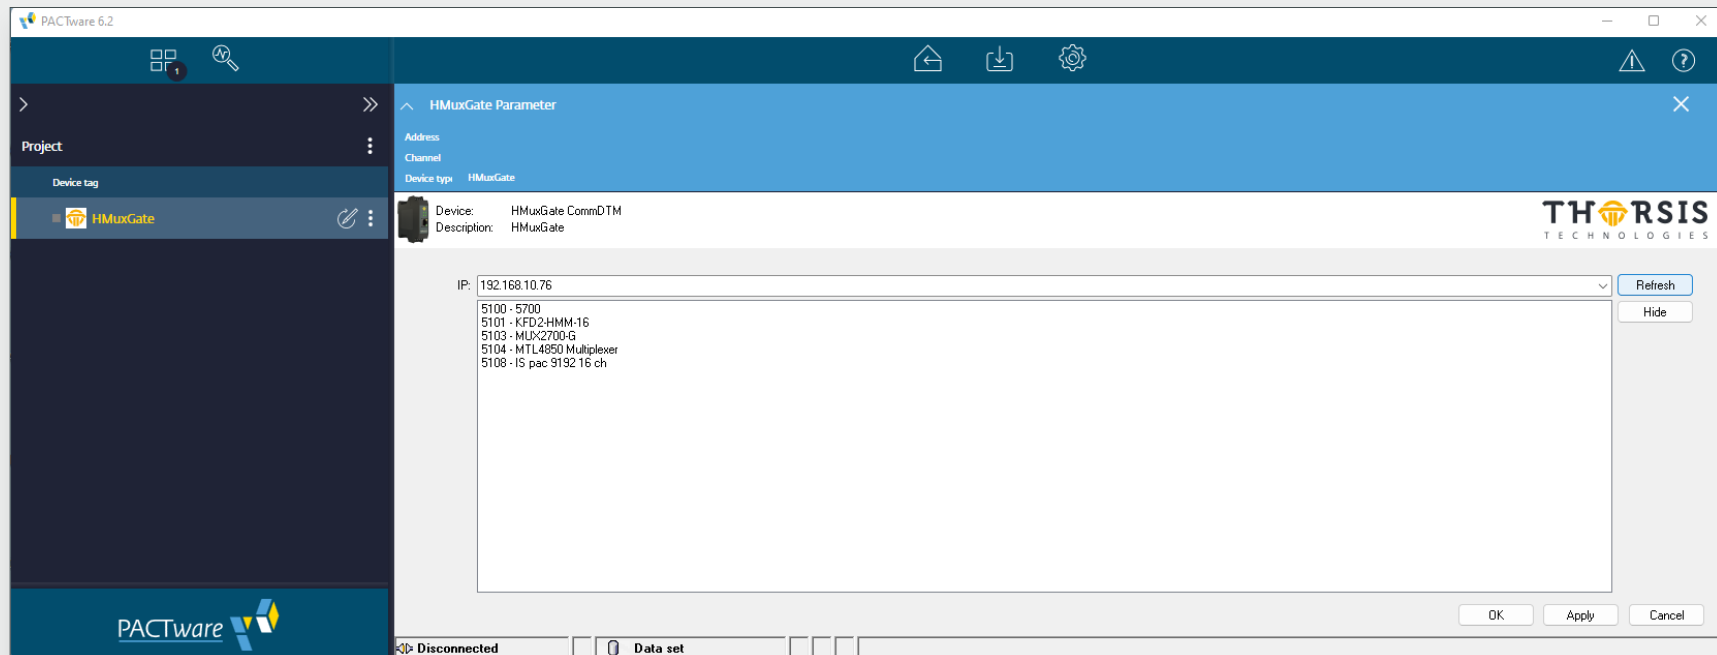 PACTware 6.2
1
HMuxGate Parameter
Project
Address
Channel
Device type HMuxGate
Device tag
HMuxGate
Device: HMuxGate CommDTM
Description: HMuxGate
THORSIS
TECHNOLOGIES
IP: 192.168.10.76 Refresh
Hide
5100 - 5700
5101 - KFD2-HMM-16
5103 - MUX2700-G
5104 - MTL4850 Multiplexer
5108 - IS pac 9192 16 ch
OK Apply Cancel
PACTware
Disconnected Data set